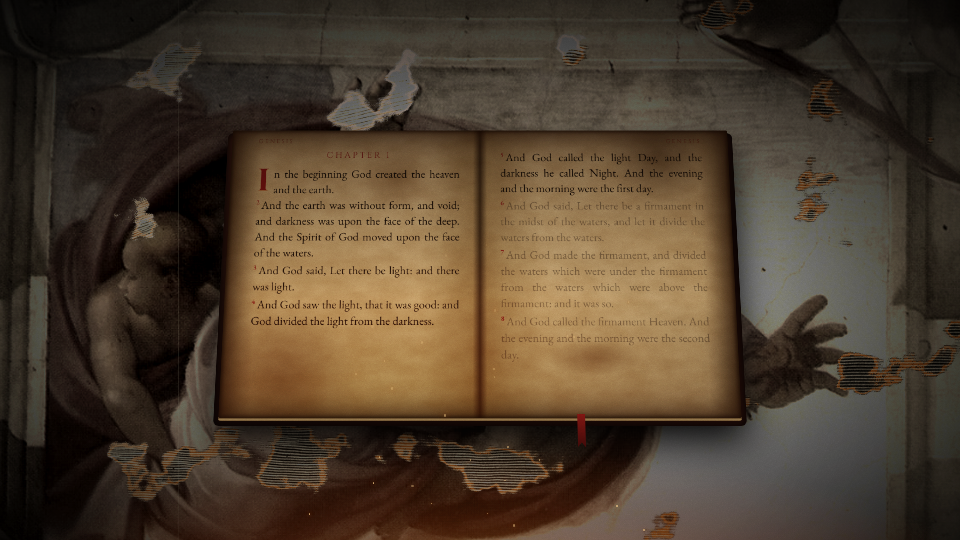 GENESIS
CHAPTER I
In the beginning God created the heaven
and the earth.
2 And the earth was without form, and void;
and darkness was upon the face of the deep.
And the Spirit of God moved upon the face
of the waters.
3 And God said, Let there be light: and there
was light.
4 And God saw the light, that it was good: and
God divided the light from the darkness.
5 And God called the light Day, and the
darkness he called Night. And the evening
and the morning were the first day.
6 And God said, Let there be a firmament in
the midst of the waters, and let it divide the
waters from the waters.
7 And God made the firmament, and divided
the waters which were under the firmament
from the waters which were above the
firmament: and it was so.
8 And God called the firmament Heaven. And
the evening and the morning were the second
day.